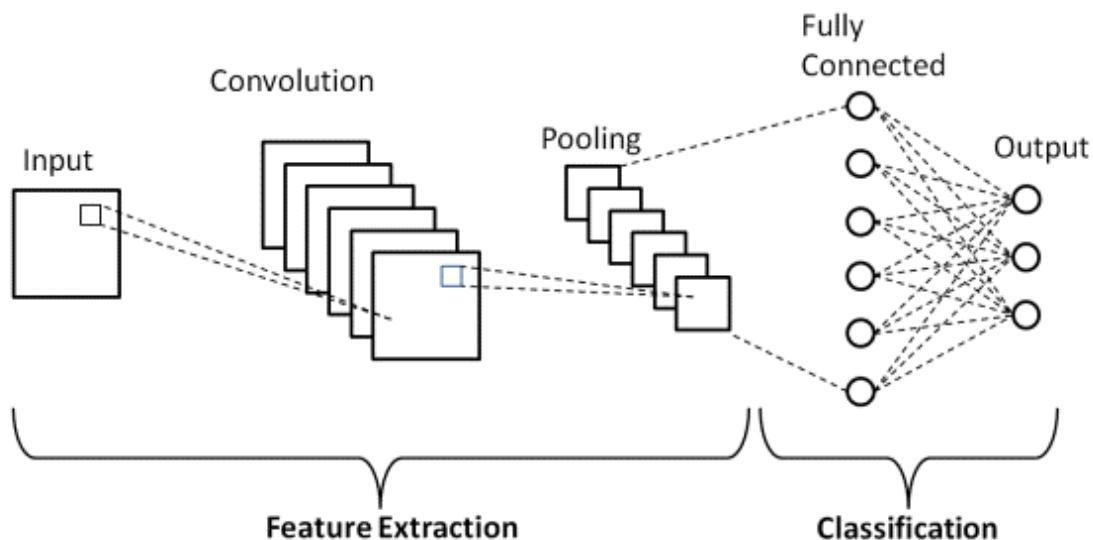 Input
Convolution
Pooling
Fully
Connected
Output
Feature Extraction
Classification